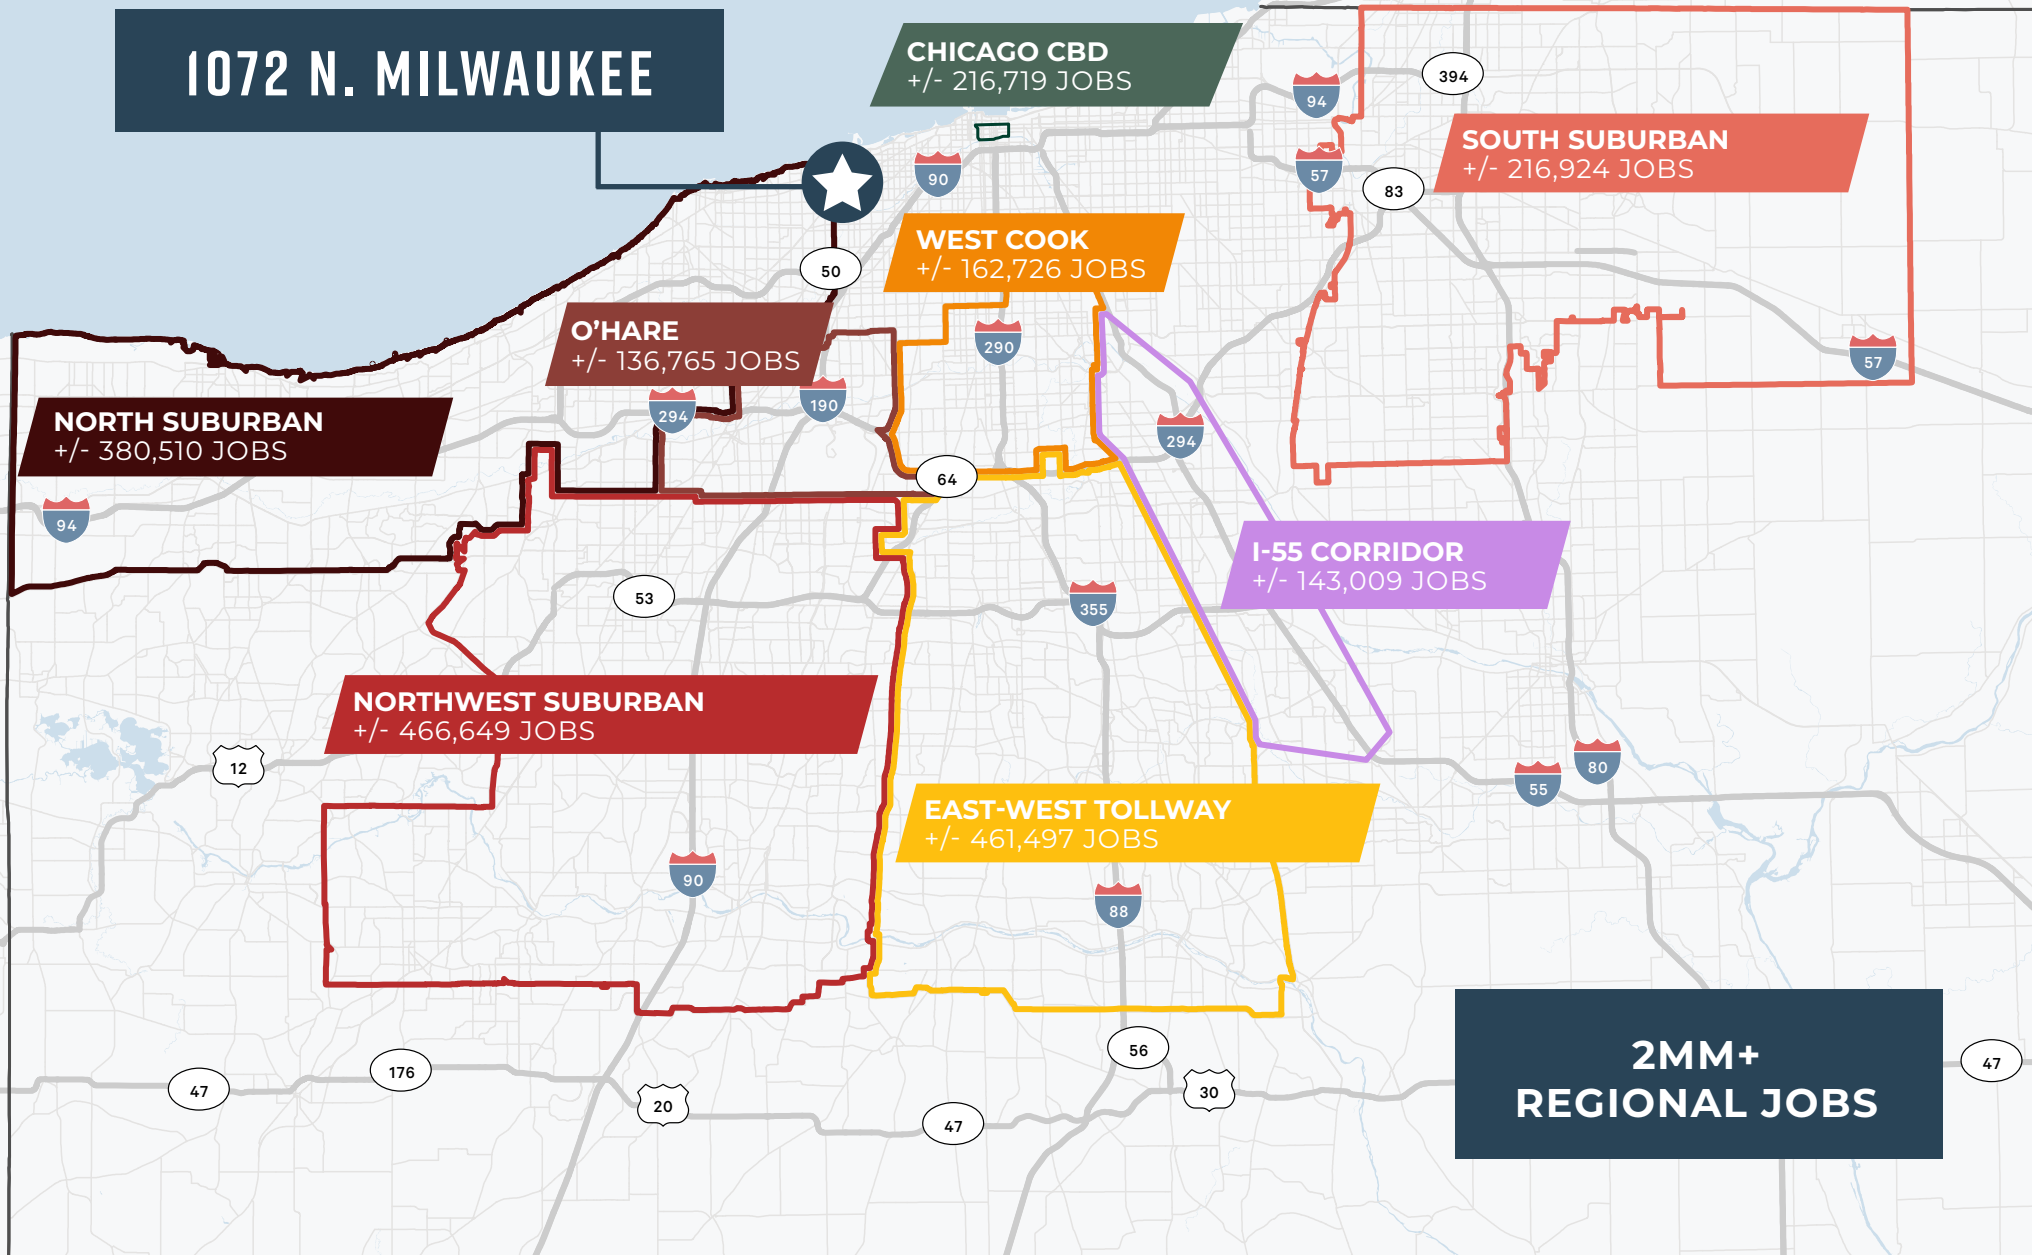 1072 N. MILWAUKEE
CHICAGO CBD
+/- 216,719 JOBS
394
94
SOUTH SUBURBAN
+/- 216,924 JOBS
90
57
83
50
WEST COOK
+/- 162,726 JOBS
O’HARE
+/- 136,765 JOBS
290
57
294
190
NORTH SUBURBAN
+/- 380,510 JOBS
294
64
94
I-55 CORRIDOR
+/- 143,009 JOBS
53
355
NORTHWEST SUBURBAN
+/- 466,649 JOBS
12
80
55
EAST-WEST TOLLWAY
+/- 461,497 JOBS
90
88
2MM+
REGIONAL JOBS
56
47
176
47
30
20
47